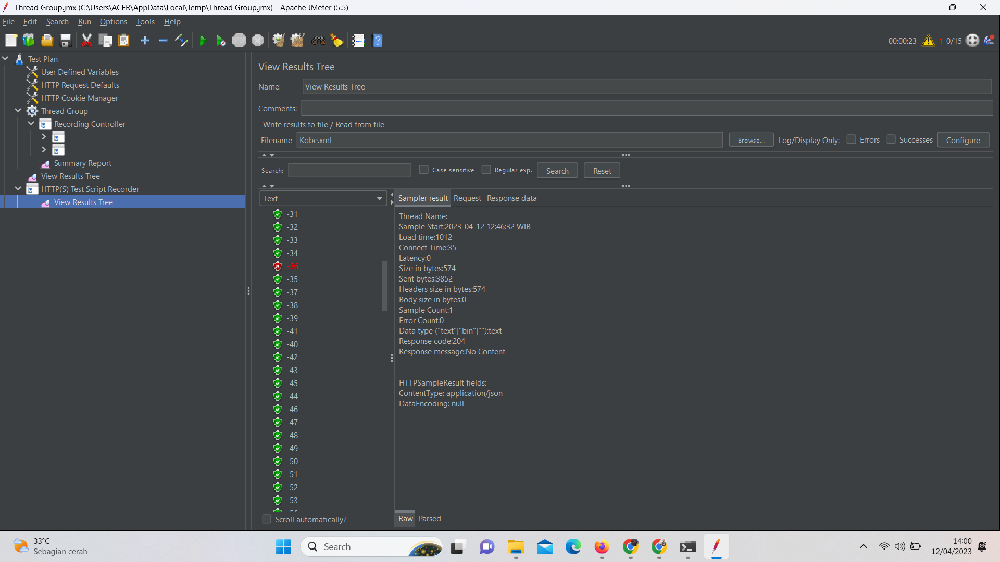 Thread Group.jmx (C:\Users\ACER\AppData\Local\Temp\Thread Group.jmx) - Apache JMeter (5.5)
File Edit Search Run Options Tools Help
STOP
00:00:23 4 0/15
Test Plan
User Defined Variables
HTTP Request Defaults
HTTP Cookie Manager
Thread Group
Recording Controller
Summary Report
View Results Tree
HTTP(S) Test Script Recorder
View Results Tree
View Results Tree
Name: View Results Tree
Comments:
Write results to file / Read from file
Filename Kobe.xml Browse... Log/Display Only: Errors Successes Configure
Search: Case sensitive Regular exp. Search Reset
Text
-31
-32
-33
-34
-36
-35
-37
-38
-39
-41
-40
-42
-43
-45
-44
-46
-47
-48
-49
-50
-51
-52
-53
Scroll automatically?
Sampler result Request Response data
Thread Name:
Sample Start:2023-04-12 12:46:32 WIB
Load time:1012
Connect Time:35
Latency:0
Size in bytes:574
Sent bytes:3852
Headers size in bytes:574
Body size in bytes:0
Sample Count:1
Error Count:0
Data type ("text"|"bin"|""):text
Response code:204
Response message:No Content
HTTPSampleResult fields:
ContentType: application/json
DataEncoding: null
Raw Parsed
33°C
Sebagian cerah
Search
14:00
12/04/2023